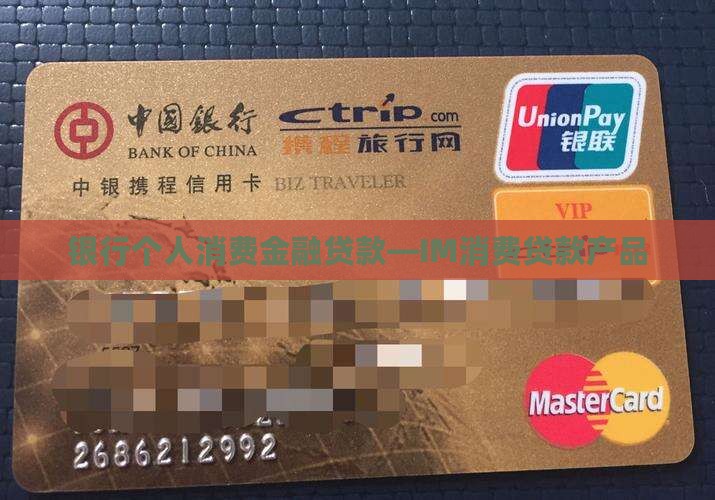 中國銀行
BANK OF CHINA
Ctrip.com
携程旅行网
UnionPay
银联
中银携程信用卡 BIZ TRAVELER
VIP
银行个人消费金融贷款—IM消费贷款产品
MasterCard
2686212992